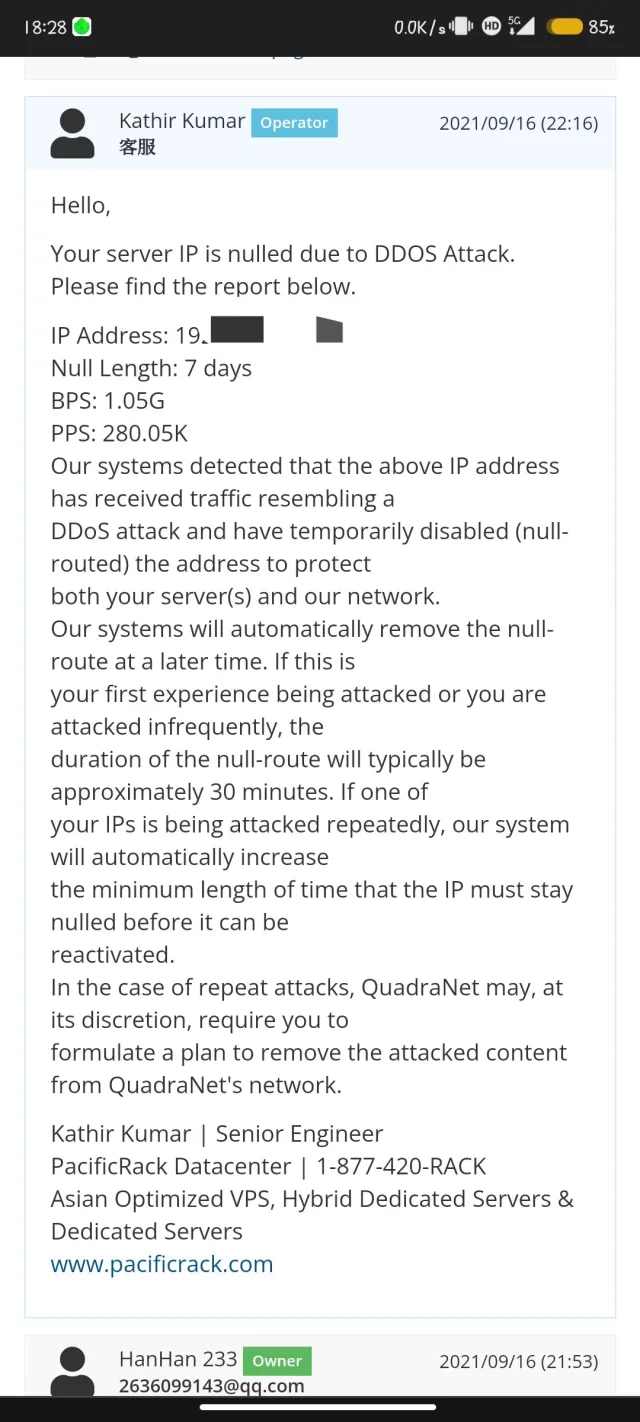 18:28
0.0K/s HD 5G 85%
Kathir Kumar Operator 2021/09/16 (22:16)
客服
Hello,
Your server IP is nulled due to DDOS Attack.
Please find the report below.
IP Address: 19.
Null Length: 7 days
BPS: 1.05G
PPS: 280.05K
Our systems detected that the above IP address
has received traffic resembling a
DDoS attack and have temporarily disabled (null-
routed) the address to protect
both your server(s) and our network.
Our systems will automatically remove the null-
route at a later time. If this is
your first experience being attacked or you are
attacked infrequently, the
duration of the null-route will typically be
approximately 30 minutes. If one of
your IPs is being attacked repeatedly, our system
will automatically increase
the minimum length of time that the IP must stay
nulled before it can be
reactivated.
In the case of repeat attacks, QuadraNet may, at
its discretion, require you to
formulate a plan to remove the attacked content
from QuadraNet's network.
Kathir Kumar | Senior Engineer
PacificRack Datacenter | 1-877-420-RACK
Asian Optimized VPS, Hybrid Dedicated Servers &
Dedicated Servers
www.pacificrack.com
HanHan 233 Owner 2021/09/16 (21:53)
2636099143@qq.com